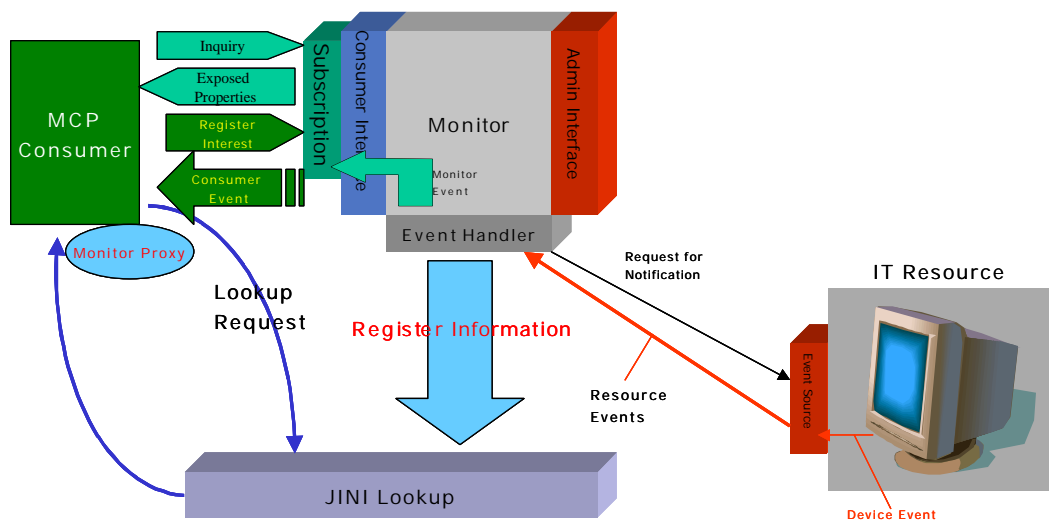 Inquiry
Exposed
Properties
Register
Interest
Consumer
Event
MCP
Consumer
Monitor Proxy
Subscription
Consumer Interface
Monitor
Admin Interface
Monitor
Event
Event Handler
Lookup
Request
Register Information
Request for
Notification
IT Resource
Event Source
Resource
Events
JINI Lookup
Device Event